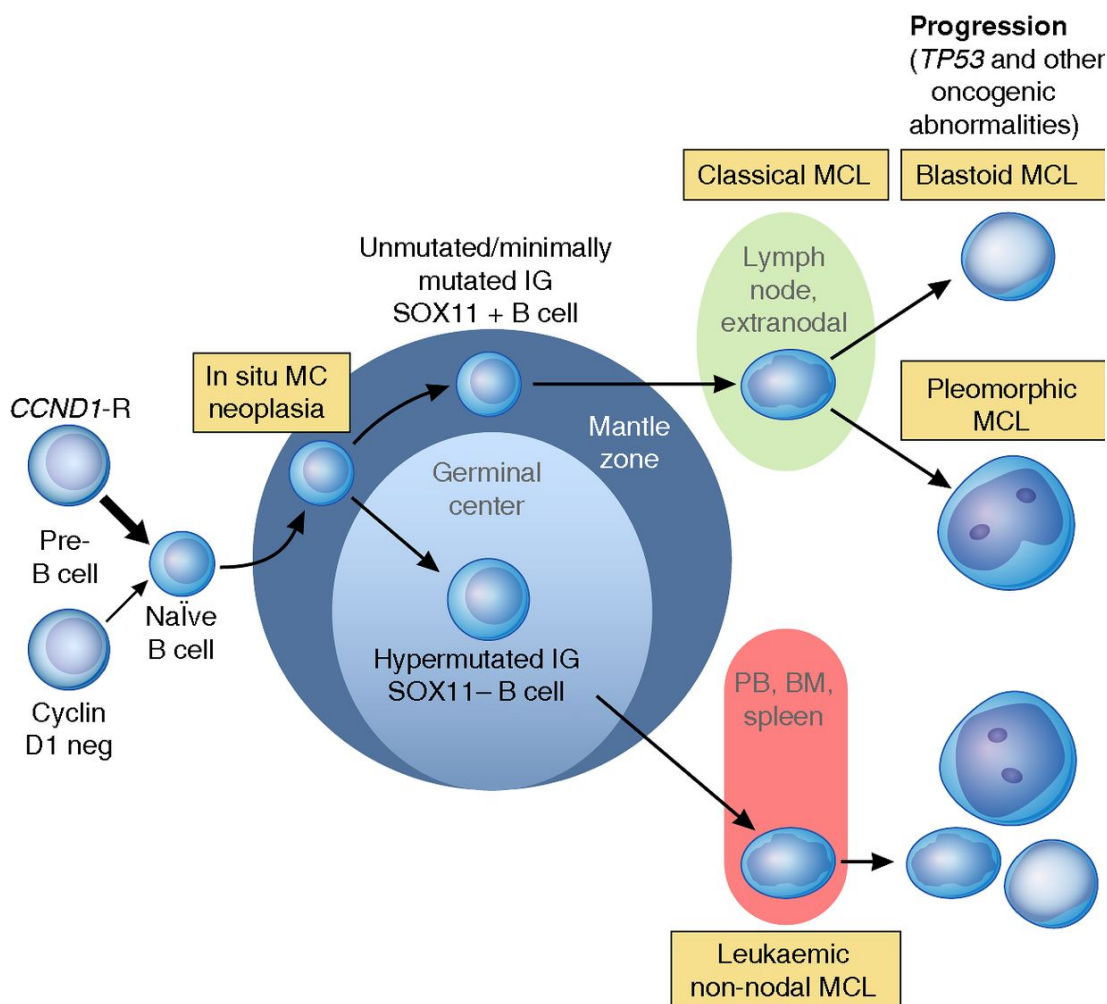 Progression
(TP53 and other
oncogenic
abnormalities)
Classical MCL
Blastoid MCL
Unmutated/minimally
mutated IG
SOX11 + B cell
Lymph
node,
extranodal
In situ MC
neoplasia
CCND1-R
Pleomorphic
MCL
Mantle
zone
Germinal
center
Pre-
B cell
NaÏve
B cell
Hypermutated IG
SOX11– B cell
Cyclin
D1 neg
PB, BM,
spleen
Leukaemic
non-nodal MCL